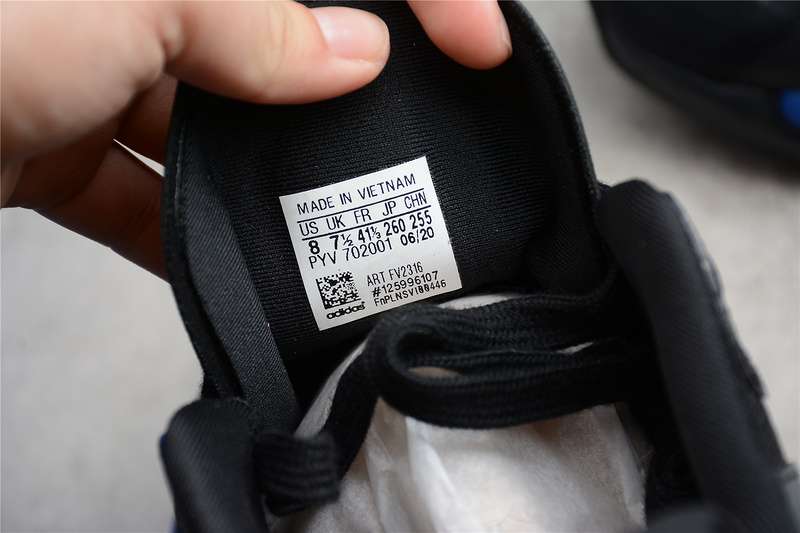 MADE IN VIETNAM
US UK FR JP CHN
8 7½ 41⅓ 260 255
PYV 702001 06/20
ART FV2316
#125996107
FnPLNSVI00446
adidas